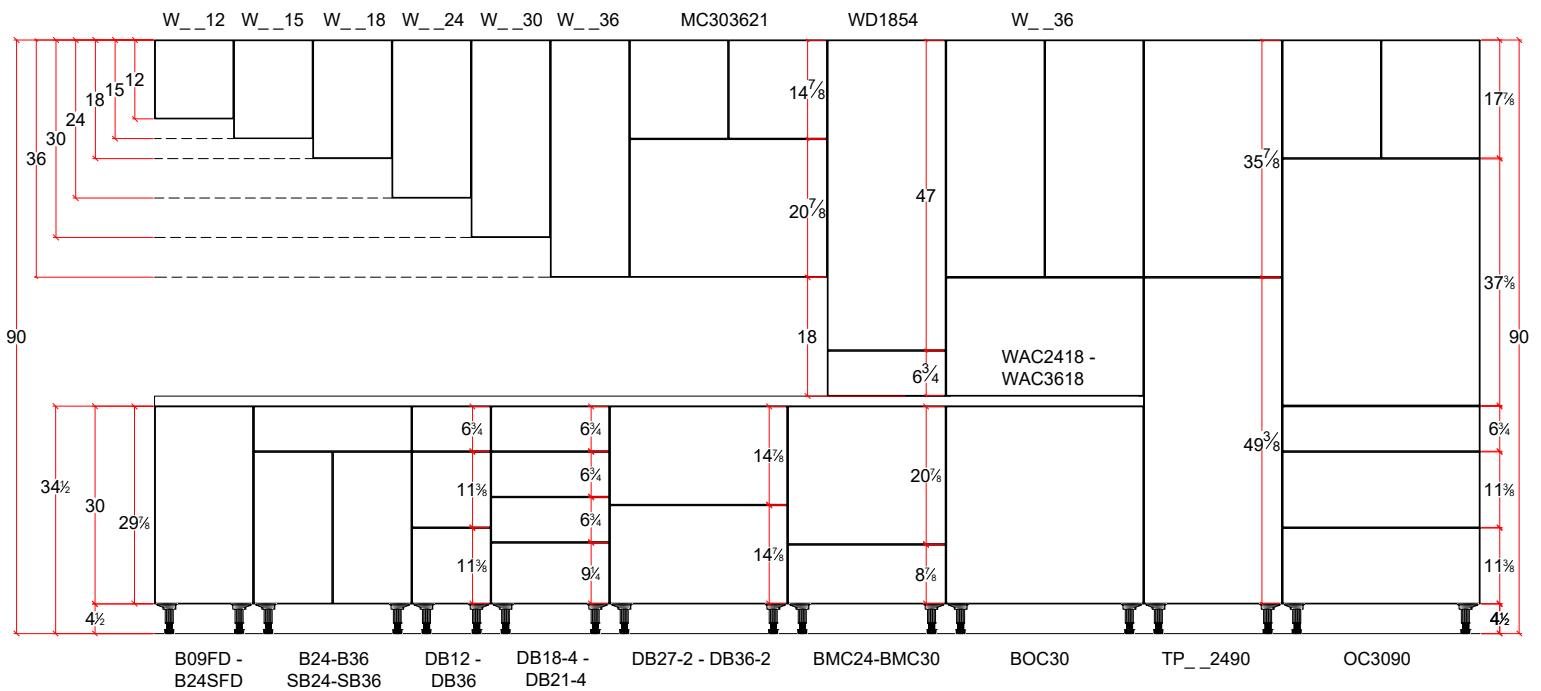 W_ _12 W_ _15 W_ _18 W_ _24 W_ _30 W_ _36 MC303621 WD1854 W_ _36
12
15
18
24
30
36
90
14⅞
20⅞
18
47
6¾
WAC2418 -
WAC3618
35⅞
49⅜
17⅞
37⅜
90
6¾
11⅜
11⅜
4½
34½
30
29⅞
4½
6¾
11⅜
11⅜
6¾
6¾
6¾
9¼
14⅞
14⅞
20⅞
8⅞
B09FD -
B24SFD
B24-B36
SB24-SB36
DB12 -
DB36
DB18-4 -
DB21-4
DB27-2 - DB36-2
BMC24-BMC30
BOC30
TP_ _2490
OC3090